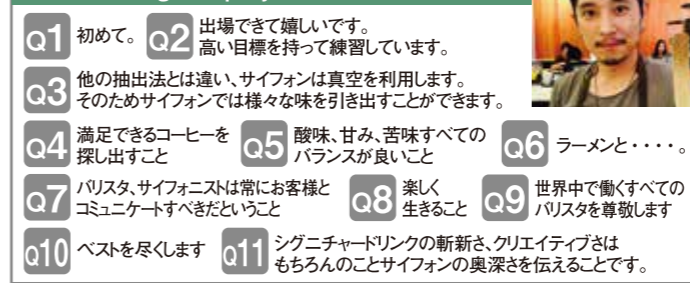 Q1 初めて。
Q2 出場できて嬉しいです。
高い目標を持って練習しています。
Q3 他の抽出法とは違い、サイフォンは真空を利用します。
そのためサイフォンでは様々な味を引き出すことができます。
Q4 満足できるコーヒーを
探し出すこと
Q5 酸味、甘み、苦味すべての
バランスが良いこと
Q6 ラーメンと・・・・。
Q7 バリスタ、サイフォニストは常にお客様と
コミュニケートすべきだということ
Q8 楽しく
生きること
Q9 世界中で働くすべての
バリスタを尊敬します
Q10 ベストを尽くします
Q11 シグニチャードリンクの斬新さ、クリエイティブさは
もちろんのことサイフォンの奥深さを伝えることです。